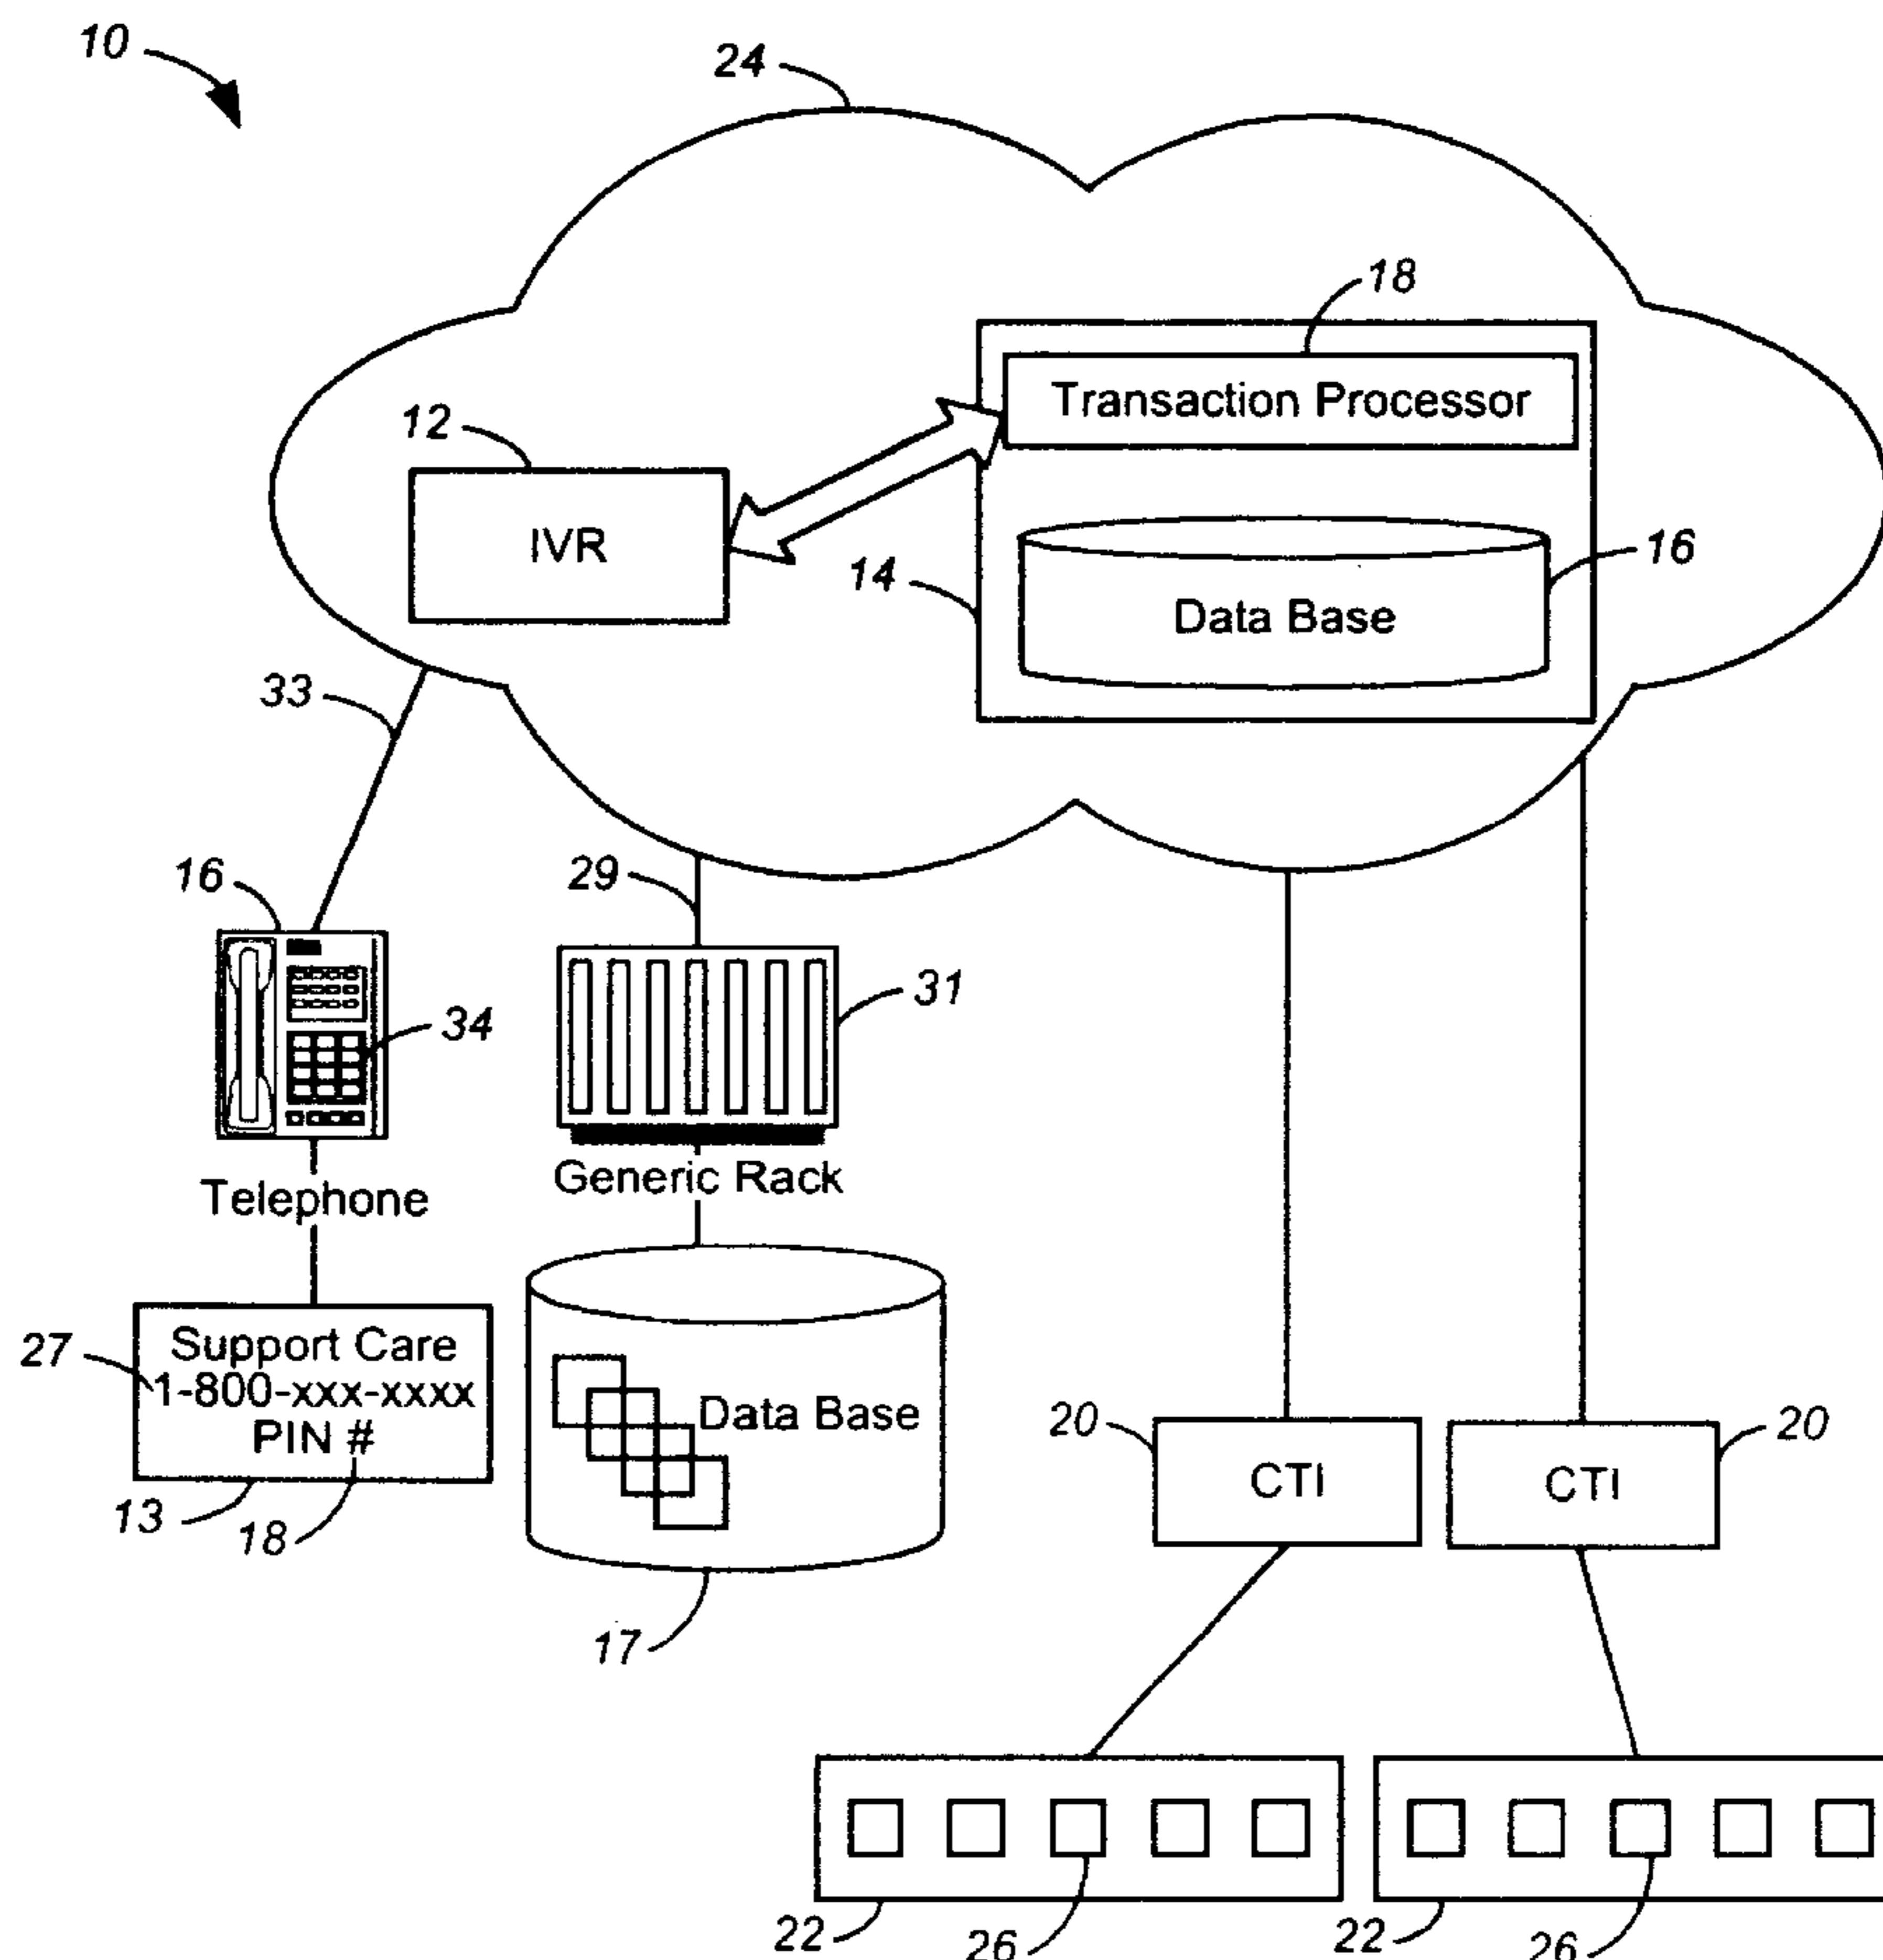 10
24
18
Transaction Processor
12
IVR
14
16
Data Base
33
16
29
31
34
Telephone
Generic Rack
27
Support Care
1-800-xxx-xxxx
PIN #
13
18
Data Base
17
20
CTI
20
CTI
22
26
22
26